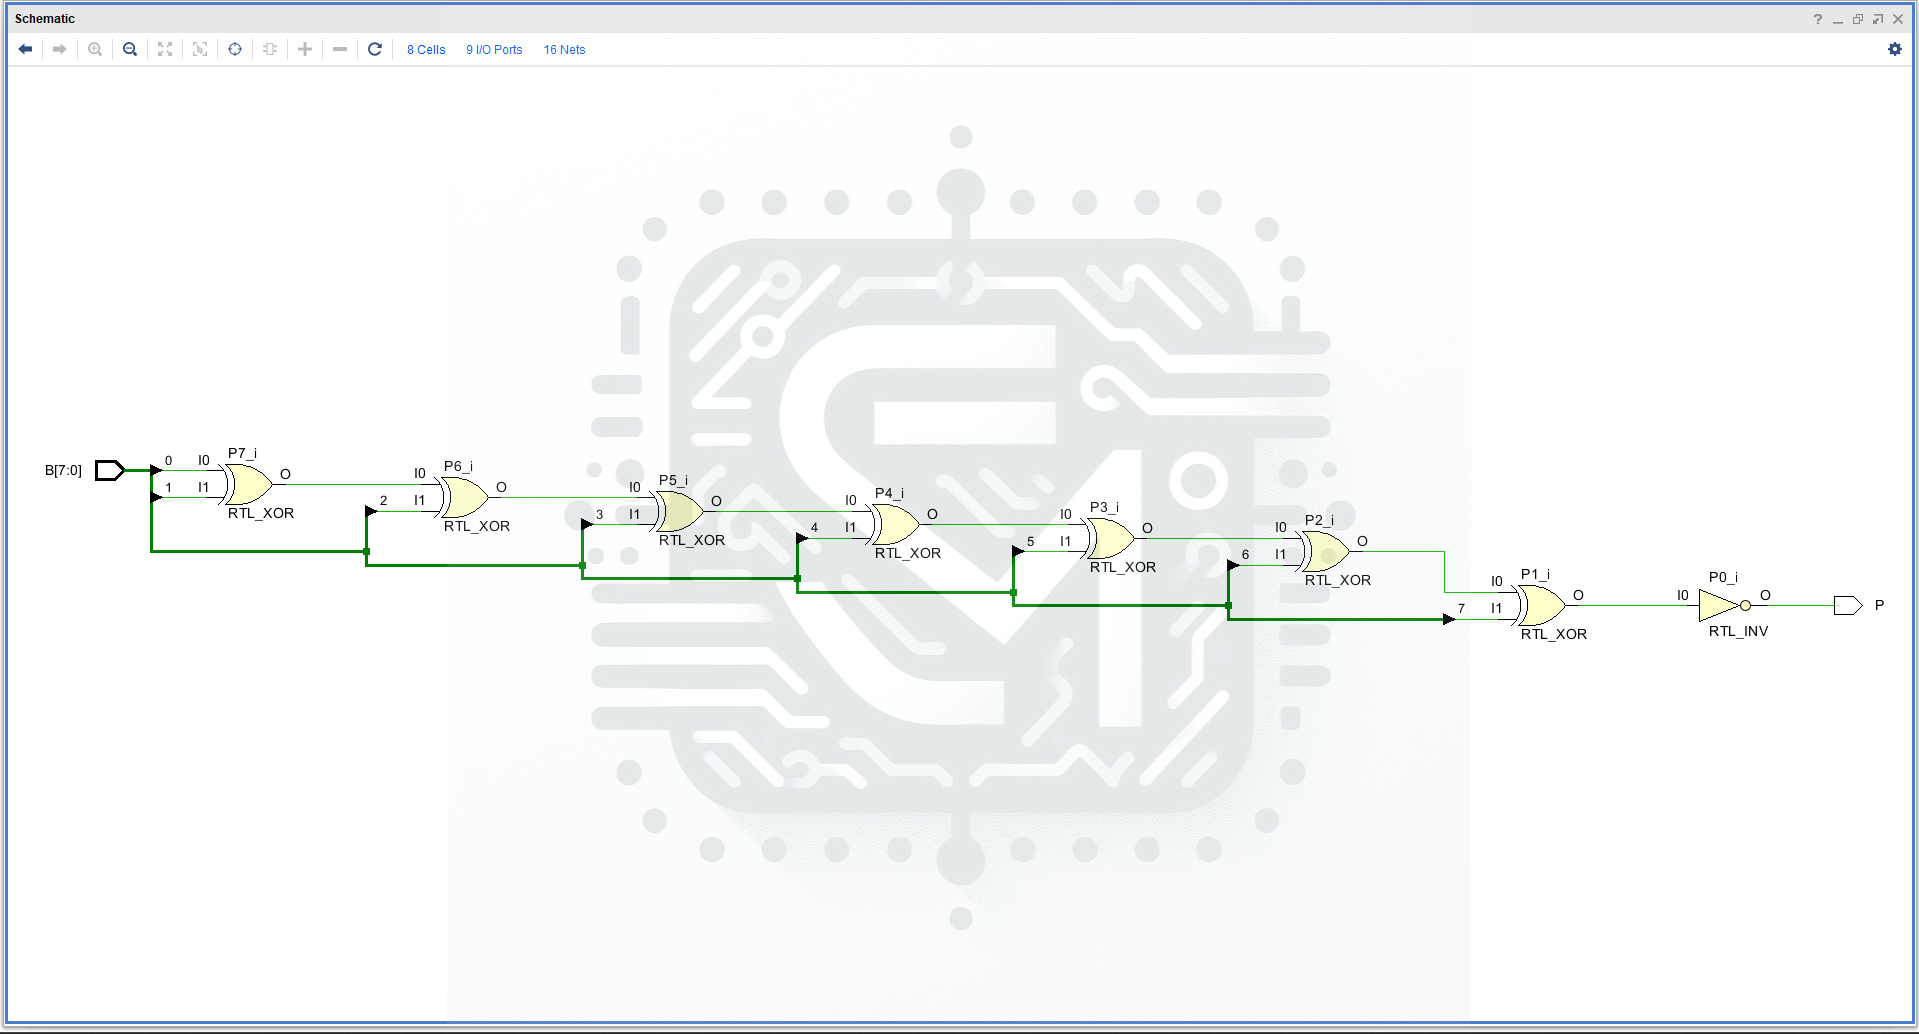 Schematic
8 Cells 9 I/O Ports 16 Nets
B[7:0]
0 I0 P7_i O
1 I1
RTL_XOR
I0 P6_i O
2 I1
RTL_XOR
I0 P5_i O
3 I1
RTL_XOR
I0 P4_i O
4 I1
RTL_XOR
I0 P3_i O
5 I1
RTL_XOR
I0 P2_i O
6 I1
RTL_XOR
I0 P1_i O
7 I1
RTL_XOR
I0 P0_i O
RTL_INV
P